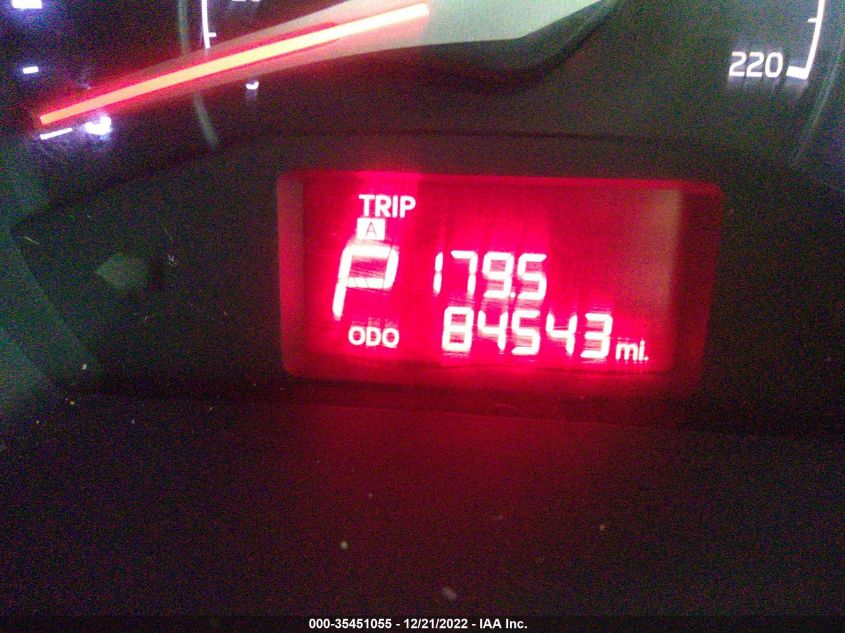 220
TRIP
A
P 179.5
ODO 84543 mi.
000-35451055 - 12/21/2022 - IAA Inc.